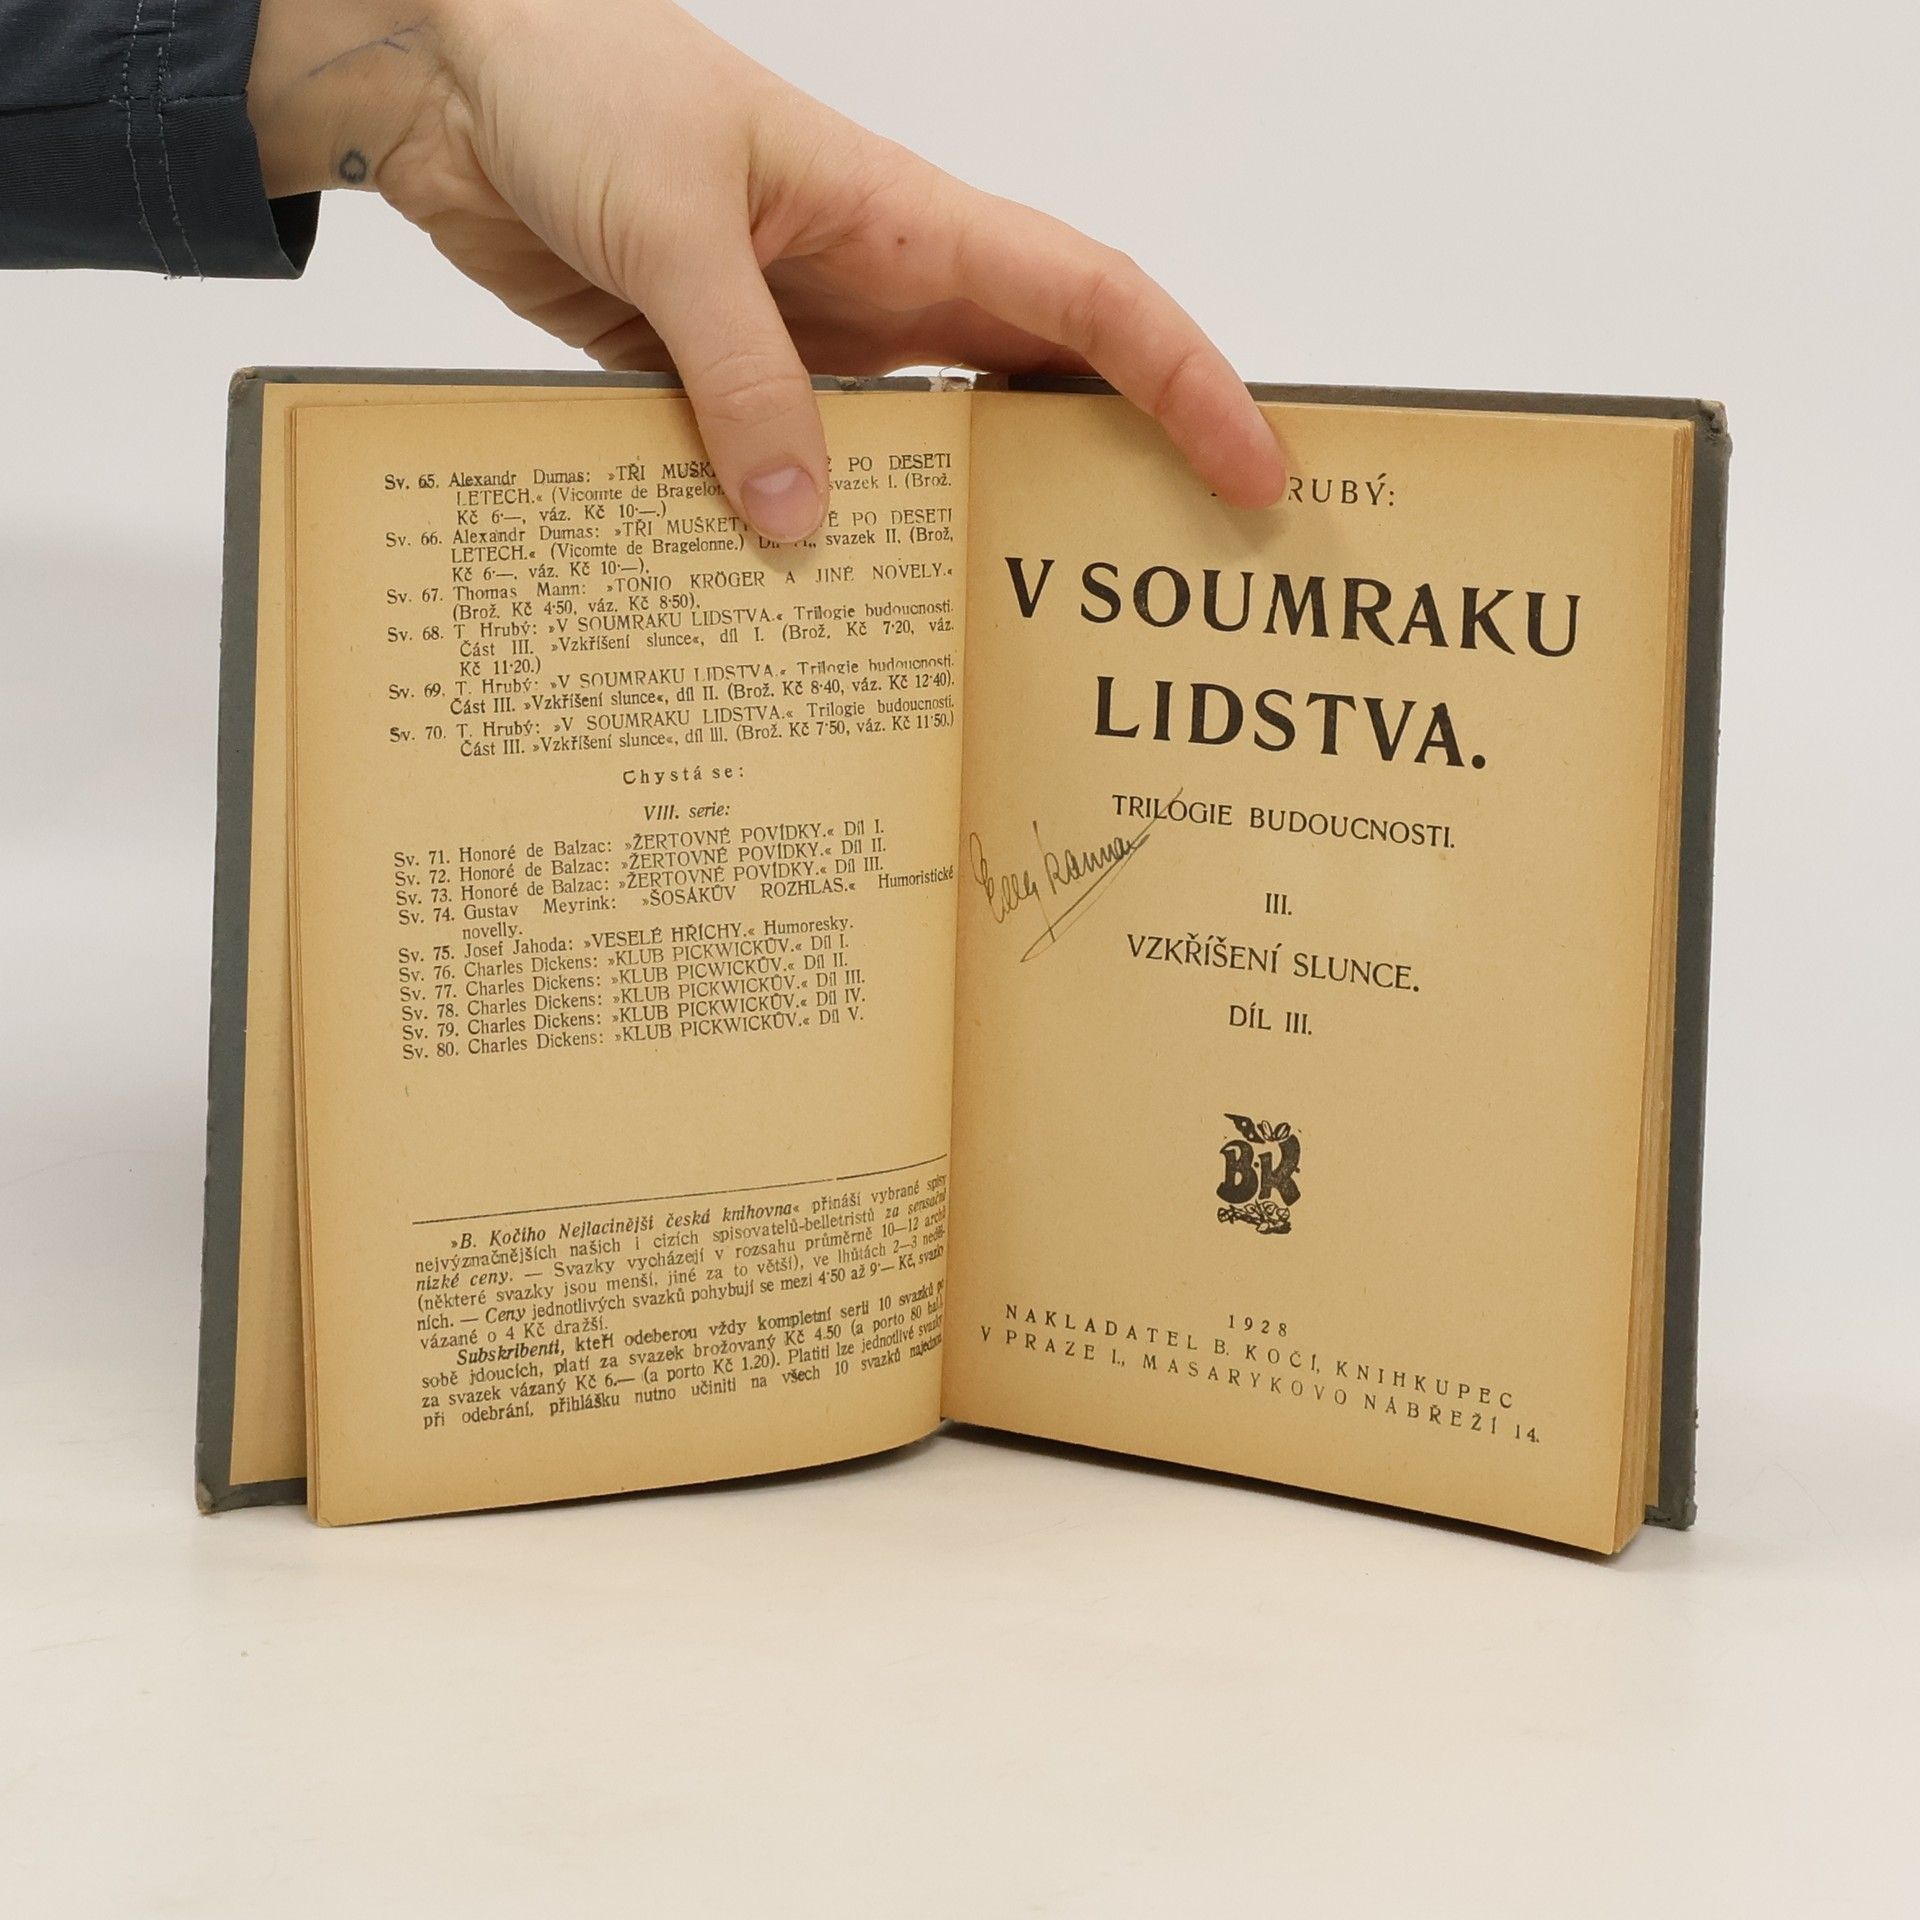 Sv. 65. Alexandr Dumas: »TŘI PO DESETI
LETECH.« (Vicomte de svazek I. (Brož.
Kč 6·—, váz. Kč 10·—.)
Sv. 66. Alexandr Dumas: »TŘI PO DESETI
LETECH.« (Vicomte de Bragelonne.) svazek II. (Brož,
Kč 6·—, váz. Kč 10·—).
Sv. 67. Thomas Mann: »TONIO KRÖGER A JINÉ NOVELY.«
(Brož. Kč 4·50, váz. Kč 8·50).
Sv. 68. T. Hrubý: »V SOUMRAKU LIDSTVA.« Trilogie budoucnosti.
Část III. »Vzkříšení slunce«, díl I. (Brož. Kč 7·20, váz.
Kč 11·20.)
Sv. 69. T. Hrubý: »V SOUMRAKU LIDSTVA.« Trilogie budoucnosti.
Část III. »Vzkříšení slunce«, díl II. (Brož. Kč 8·40, váz. Kč 12·40).
Sv. 70. T. Hrubý: »V SOUMRAKU LIDSTVA.« Trilogie budoucnosti.
Část III. »Vzkříšení slunce«, díl III. (Brož. Kč 7·50, váz. Kč 11·50.)
Chystá se:
VIII. serie:
Sv. 71. Honoré de Balzac: »ŽERTOVNÉ POVÍDKY.« Díl I.
Sv. 72. Honoré de Balzac: »ŽERTOVNÉ POVÍDKY.« Díl II.
Sv. 73. Honoré de Balzac: »ŽERTOVNÉ POVÍDKY.« Díl III.
Sv. 74. Gustav Meyrink: »ŠOSÁKŮV ROZHLAS.« Humoristické
novelly.
Sv. 75. Josef Jahoda: »VESELÉ HŘÍCHY.« Humoresky.
Sv. 76. Charles Dickens: »KLUB PICKWICKŮV.« Díl I.
Sv. 77. Charles Dickens: »KLUB PICWICKŮV.« Díl II.
Sv. 78. Charles Dickens: »KLUB PICKWICKŮV.« Díl III.
Sv. 79. Charles Dickens: »KLUB PICKWICKŮV.« Díl IV.
Sv. 80. Charles Dickens: »KLUB PICKWICKŮV.« Díl V.
»B. Kočího Nejlacinější česká knihovna« přináší vybrané spisy
nejvýznačnějších našich i cizích spisovatelů-belletristů za sensačně
nízké ceny. — Svazky vycházejí v rozsahu průměrně 10—12 archů
(některé svazky jsou menší, jiné za to větší), ve lhůtách 2—3 neděl-
ních. — Ceny jednotlivých svazků pohybují se mezi 4·50 až 9·— Kč, svazky
vázané o 4 Kč dražší.
Subskribenti, kteří odeberou vždy kompletní serii 10 svazků po
sobě jdoucích, platí za svazek brožovaný Kč 4.50 (a porto 80 hal.),
za svazek vázaný Kč 6.— (a porto Kč 1.20). Platiti lze jednotlivé svazky
při odebrání, přihlášku nutno učiniti na všech 10 svazků najednou.
RUBÝ:
V SOUMRAKU
LIDSTVA.
TRILOGIE BUDOUCNOSTI.
III.
VZKŘÍŠENÍ SLUNCE.
DÍL III.
B·K·
1928
NAKLADATEL B. KOČÍ, KNIHKUPEC
V PRAZE I., MASARYKOVO NÁBŘEŽÍ 14.